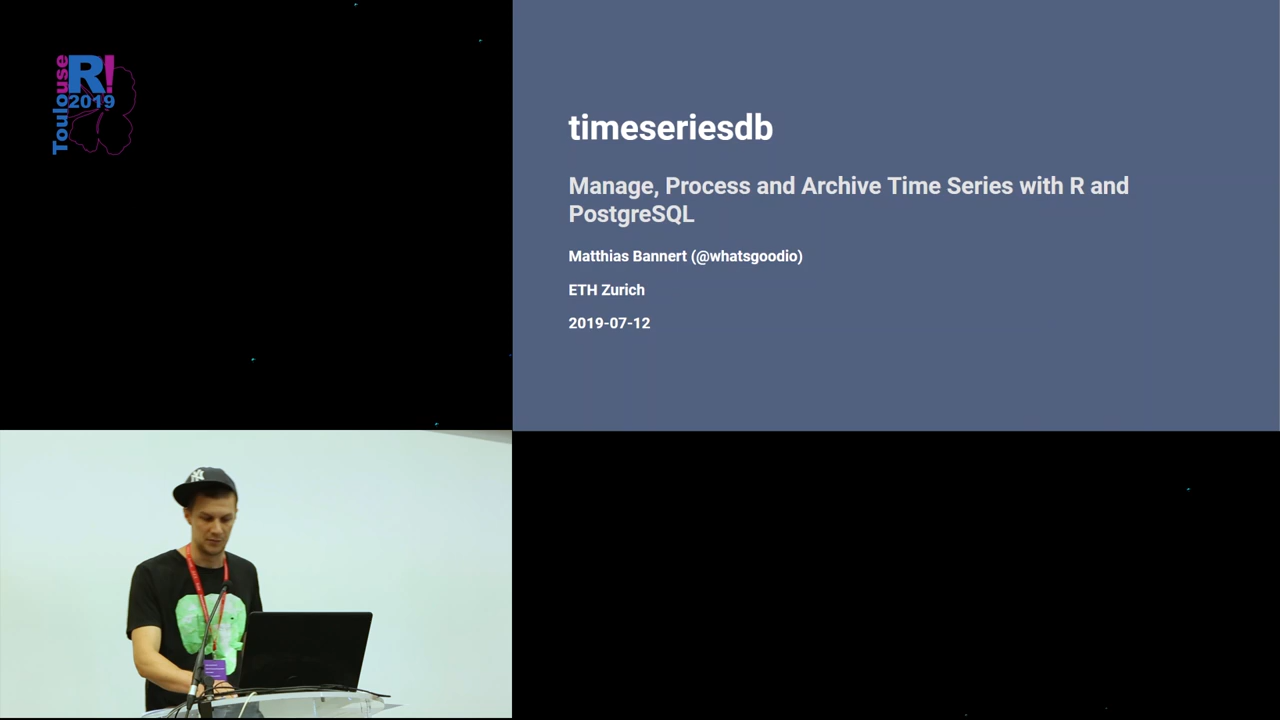 Toulouse
R!
2019
timeseriesdb
Manage, Process and Archive Time Series with R and
PostgreSQL
Matthias Bannert (@whatsgoodio)
ETH Zurich
2019-07-12